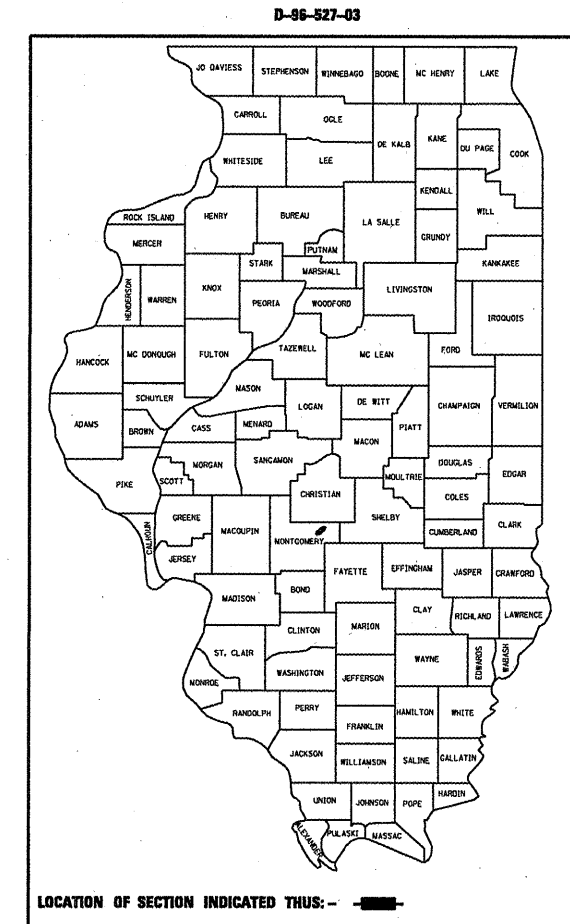 D-96-527-03
JO DAVIESS STEPHENSON WINNEBAGO BOONE MC HENRY LAKE
CARROLL OGLE DE KALB KANE DU PAGE COOK
WHITESIDE LEE
KENDALL
ROCK ISLAND HENRY BUREAU LA SALLE WILL
MERCER PUTNAM GRUNDY
STARK MARSHALL KANKAKEE
HENDERSON WARREN KNOX PEORIA WOODFORD LIVINGSTON IROQUOIS
HANCOCK MC DONOUGH FULTON TAZEWELL MC LEAN FORD
SCHUYLER MASON LOGAN DE WITT CHAMPAIGN VERMILION
ADAMS BROWN CASS MENARD MACON PIATT
PIKE SCOTT MORGAN SANGAMON CHRISTIAN MOULTRIE DOUGLAS EDGAR
COLES
CALHOUN GREENE MACOUPIN MONTGOMERY SHELBY CUMBERLAND CLARK
JERSEY FAYETTE EFFINGHAM JASPER CRAWFORD
MADISON BOND CLAY RICHLAND LAWRENCE
CLINTON MARION
ST. CLAIR WAYNE EDWARDS WABASH
MONROE WASHINGTON JEFFERSON
RANDOLPH PERRY HAMILTON WHITE
FRANKLIN
JACKSON WILLIAMSON SALINE GALLATIN
UNION JOHNSON POPE HARDIN
ALEXANDER PULASKI MASSAC
LOCATION OF SECTION INDICATED THUS: -